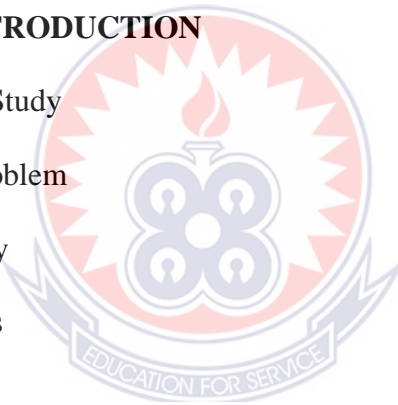 TRODUCTION
Study
oblem
y
s
EDUCATION FOR SERVICE